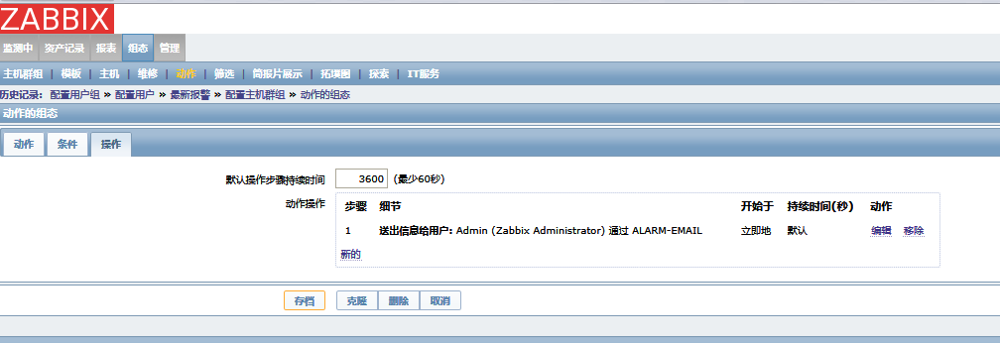 ZABBIX
监测中 资产记录 报表 组态 管理
主机群组 | 模板 | 主机 | 维修 | 动作 | 筛选 | 简报片展示 | 拓墣图 | 探索 | IT服务
历史记录: 配置用户组 » 配置用户 » 最新报警 » 配置主机群组 » 动作的组态
动作的组态
动作 条件 操作
默认操作步骤持续时间 3600 (最少60秒)
动作操作 步骤 细节 开始于 持续时间(秒) 动作
1 送出信息给用户: Admin (Zabbix Administrator) 通过 ALARM-EMAIL 立即地 默认 编辑 移除
新的
存档 克隆 删除 取消